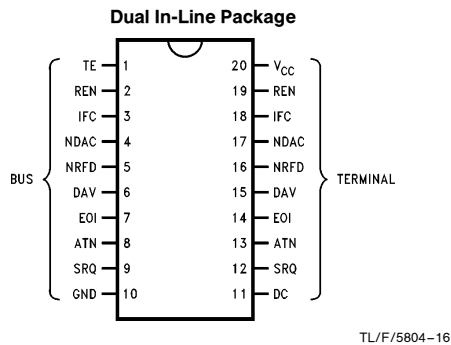 Dual In-Line Package
TE 1 20 VCC
REN 2 19 REN
IFC 3 18 IFC
NDAC 4 17 NDAC
NRFD 5 16 NRFD
BUS DAV 6 15 DAV TERMINAL
EOI 7 14 EOI
ATN 8 13 ATN
SRQ 9 12 SRQ
GND 10 11 DC
TL/F/5804–16